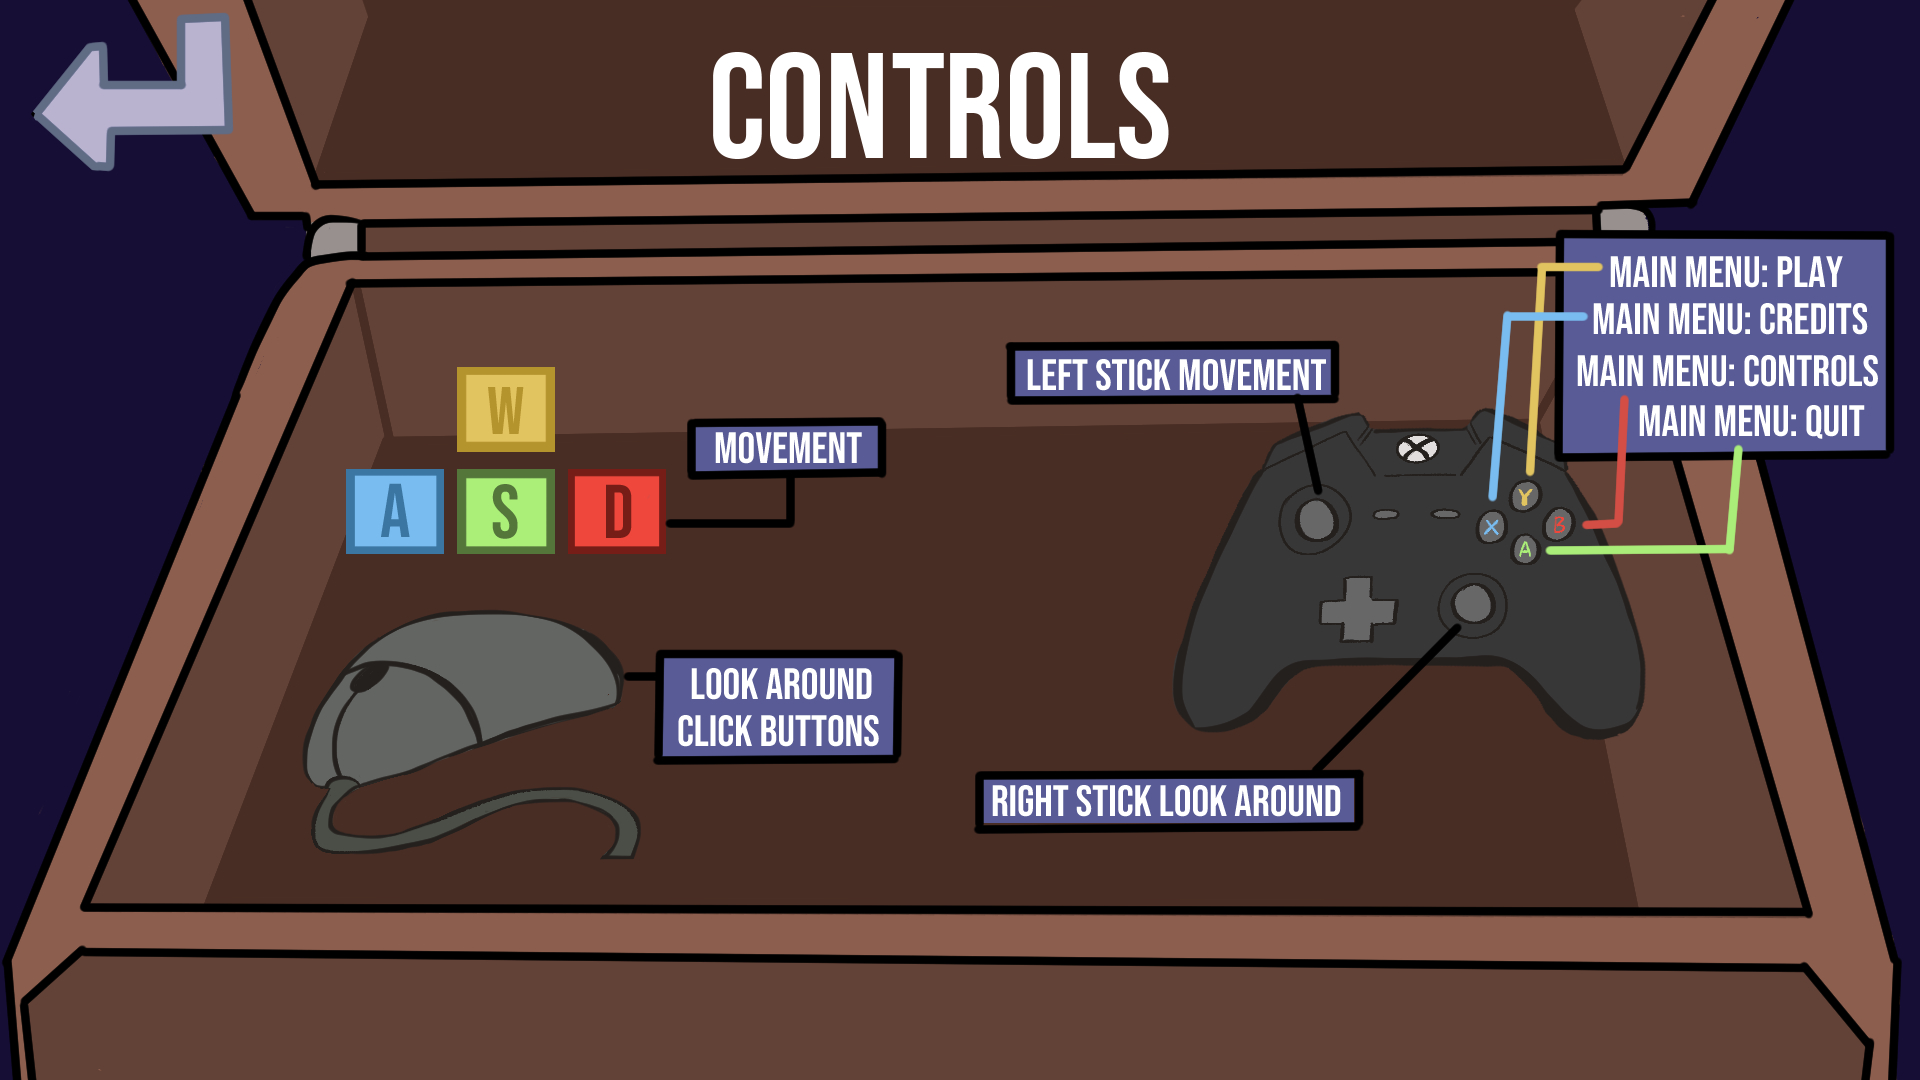 CONTROLS
MAIN MENU: PLAY
MAIN MENU: CREDITS
MAIN MENU: CONTROLS
MAIN MENU: QUIT
LEFT STICK MOVEMENT
W
MOVEMENT
A S D
Y
X B
A
LOOK AROUND
CLICK BUTTONS
RIGHT STICK LOOK AROUND